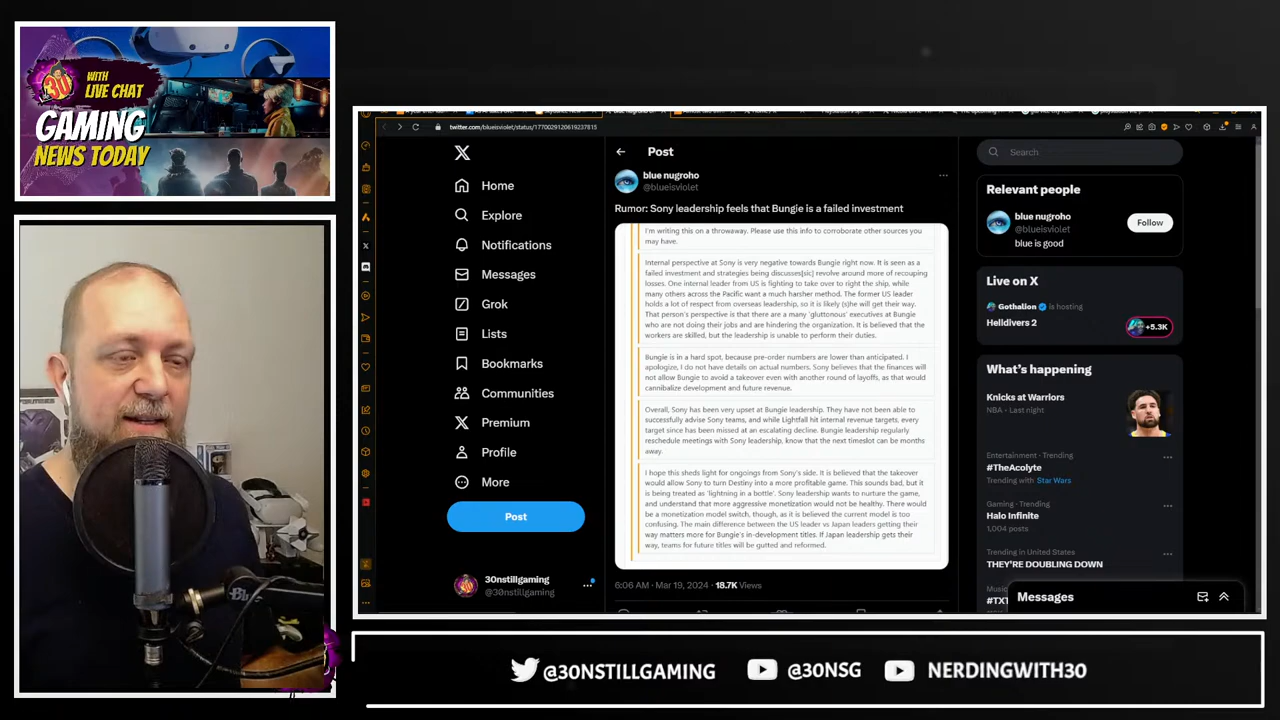 30
WITH
LIVE CHAT
GAMING
NEWS TODAY
twitter.com/blueisviolet/status/1770029120619237815
Home
Explore
Notifications
Messages
Grok
Lists
Bookmarks
Communities
Premium
Profile
More
Post
30nstillgaming
@30nstillgaming
Post
blue nugroho
@blueisviolet
Rumor: Sony leadership feels that Bungie is a failed investment
I'm writing this on a throwaway. Please use this info to corroborate other sources you
may have.
Internal perspective at Sony is very negative towards Bungie right now. It is seen as a
failed investment and strategies being discusses[sic] revolve around more of recouping
losses. One internal leader from US is fighting to take over to right the ship, while
many others across the Pacific want a much harsher method. The former US leader
holds a lot of respect from overseas leadership, so it is likely (s)he will get their way.
That person's perspective is that there are a many 'gluttonous' executives at Bungie
who are not doing their jobs and are hindering the organization. It is believed that the
workers are skilled, but the leadership is unable to perform their duties.
Bungie is in a hard spot, because pre-order numbers are lower than anticipated. I
apologize, I do not have details on actual numbers. Sony believes that the finances will
not allow Bungie to avoid a takeover even with another round of layoffs, as that would
cannibalize development and future revenue.
Overall, Sony has been very upset at Bungie leadership. They have not been able to
successfully advise Sony teams, and while Lightfall hit internal revenue targets, every
target since has been missed at an escalating decline. Bungie leadership regularly
reschedule meetings with Sony leadership, know that the next timeslot can be months
away.
I hope this sheds light for ongoings from Sony's side. It is believed that the takeover
would allow Sony to turn Destiny into a more profitable game. This sounds bad, but it
is being treated as 'lightning in a bottle'. Sony leadership wants to nurture the game,
and understand that more aggressive monetization would not be healthy. There would
be a monetization model switch, though, as it is believed the current model is too
confusing. The main difference between the US leader vs Japan leaders getting their
way matters more for Bungie's in-development titles. If Japan leadership gets their
way, teams for future titles will be gutted and reformed.
6:06 AM · Mar 19, 2024 · 18.7K Views
Search
Relevant people
blue nugroho
@blueisviolet
Follow
blue is good
Live on X
Gothalion is hosting
Helldivers 2
+5.3K
What's happening
Knicks at Warriors
NBA · Last night
Entertainment · Trending
#TheAcolyte
Trending with Star Wars
Gaming · Trending
Halo Infinite
1,004 posts
Trending in United States
THEY'RE DOUBLING DOWN
Messages
@30NSTILLGAMING
@30NSG
NERDINGWITH30